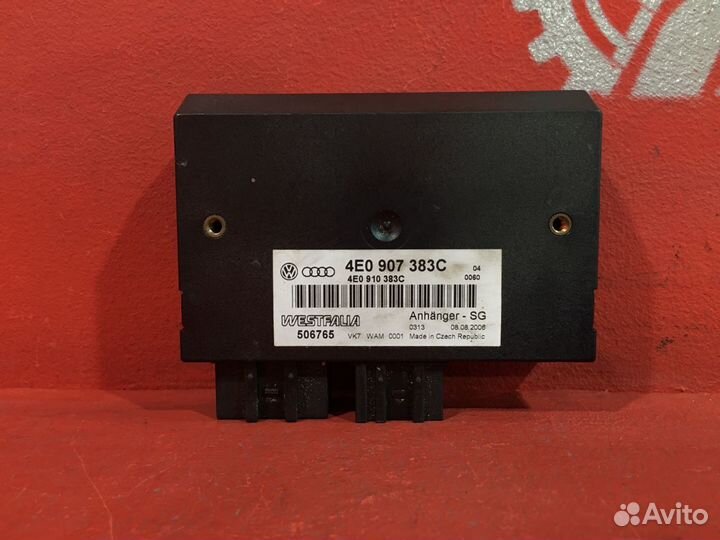 4E0 907 383C 04
4E0 910 383C 0060
WESTFALIA Anhänger - SG
506765 VK7 WAM 0001 0313 08.08.2006
Made in Czech Republic
Avito